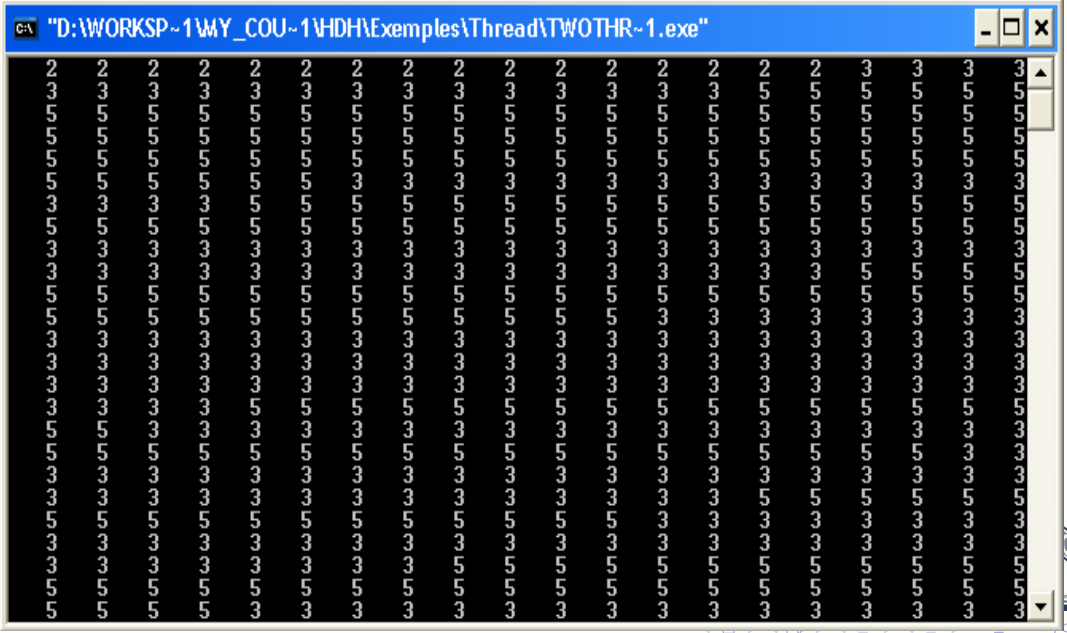 "D:\WORKSP~1\MY_COU~1\HDH\Exemples\Thread\TWOTHR~1.exe"
2 2 2 2 2 2 2 2 2 2 2 2 2 2 2 2 3 3 3 3
3 3 3 3 3 3 3 3 3 3 3 3 3 3 5 5 5 5 5 5
5 5 5 5 5 5 5 5 5 5 5 5 5 5 5 5 5 5 5 5
5 5 5 5 5 5 5 5 5 5 5 5 5 5 5 5 5 5 5 5
5 5 5 5 5 5 5 5 5 5 5 5 5 5 5 5 5 5 5 5
5 5 5 5 5 5 3 3 3 3 3 3 3 3 3 3 3 3 3 3
3 3 3 3 5 5 5 5 5 5 5 5 5 5 5 5 5 5 5 5
5 5 5 5 5 5 5 5 5 5 5 5 5 5 5 5 5 5 5 5
3 3 3 3 3 3 3 3 3 3 3 3 3 3 3 3 3 3 3 3
3 3 3 3 3 3 3 3 3 3 3 3 3 3 3 3 5 5 5 5
5 5 5 5 5 5 5 5 5 5 5 5 5 5 5 5 5 5 5 5
5 5 5 5 5 5 5 5 5 5 5 5 3 3 3 3 3 3 3 3
3 3 3 3 3 3 3 3 3 3 3 3 3 3 3 3 3 3 3 3
3 3 3 3 3 3 3 3 3 3 3 3 3 3 3 3 3 3 3 3
3 3 3 3 3 3 3 3 3 3 3 3 3 3 3 3 3 3 3 3
3 3 3 3 5 5 5 5 5 5 5 5 5 5 5 5 5 5 5 5
5 5 3 3 3 3 3 3 3 3 3 3 3 3 3 3 3 3 3 3
5 5 5 5 5 5 5 5 5 5 5 5 5 5 5 5 5 5 3 3
3 3 3 3 3 3 3 3 3 3 3 3 3 3 3 3 3 3 3 3
3 3 3 3 3 3 3 3 3 3 3 3 3 3 5 5 5 5 5 5
5 5 5 5 5 5 5 5 5 5 5 5 3 3 3 3 3 3 3 3
3 3 3 3 3 3 3 3 3 3 3 3 3 3 3 3 3 3 3 3
3 3 3 3 3 3 3 5 5 5 5 5 5 5 5 5 5 5 5 5
5 5 5 5 5 5 5 5 5 5 5 5 5 5 5 5 5 5 5 5
5 5 5 5 3 3 3 3 3 3 3 3 3 3 3 3 3 3 3 3